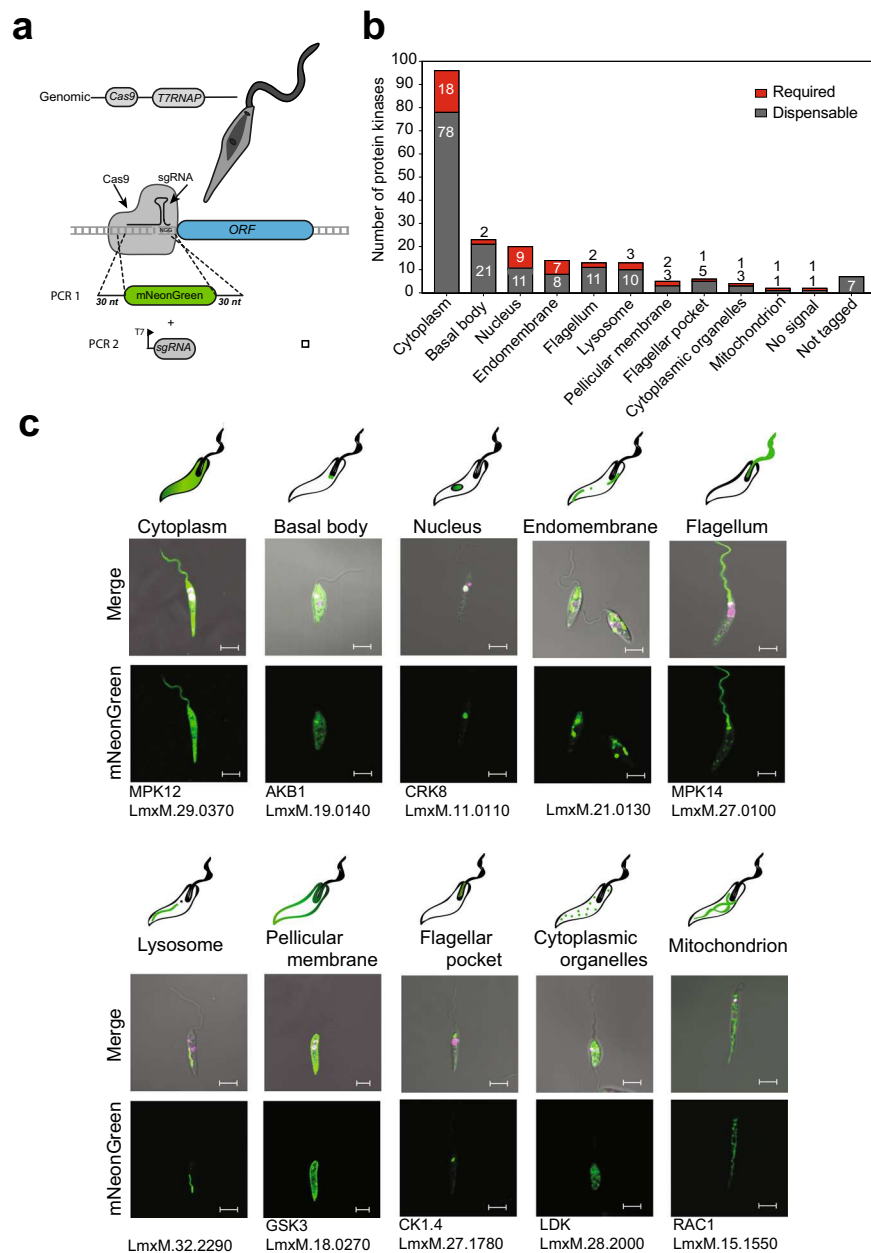 a
Genomic
Cas9
T7RNAP
Cas9
sgRNA
NGG
ORF
PCR 1
mNeonGreen
30 nt
30 nt
+
PCR 2
T7
sgRNA
b
Number of protein kinases
100
90
80
70
60
50
40
30
20
10
0
Required
Dispensable
18
78
2
21
9
11
7
8
2
11
3
10
2
3
1
5
1
3
1
1
1
1
7
Cytoplasm
Basal body
Nucleus
Endomembrane
Flagellum
Lysosome
Pellicular membrane
Flagellar pocket
Cytoplasmic organelles
Mitochondrion
No signal
Not tagged
c
Cytoplasm
Basal body
Nucleus
Endomembrane
Flagellum
Merge
mNeonGreen
MPK12
AKB1
CRK8
MPK14
LmxM.29.0370
LmxM.19.0140
LmxM.11.0110
LmxM.21.0130
LmxM.27.0100
Lysosome
Pellicular
membrane
Flagellar
pocket
Cytoplasmic
organelles
Mitochondrion
Merge
mNeonGreen
GSK3
CK1.4
LDK
RAC1
LmxM.32.2290
LmxM.18.0270
LmxM.27.1780
LmxM.28.2000
LmxM.15.1550